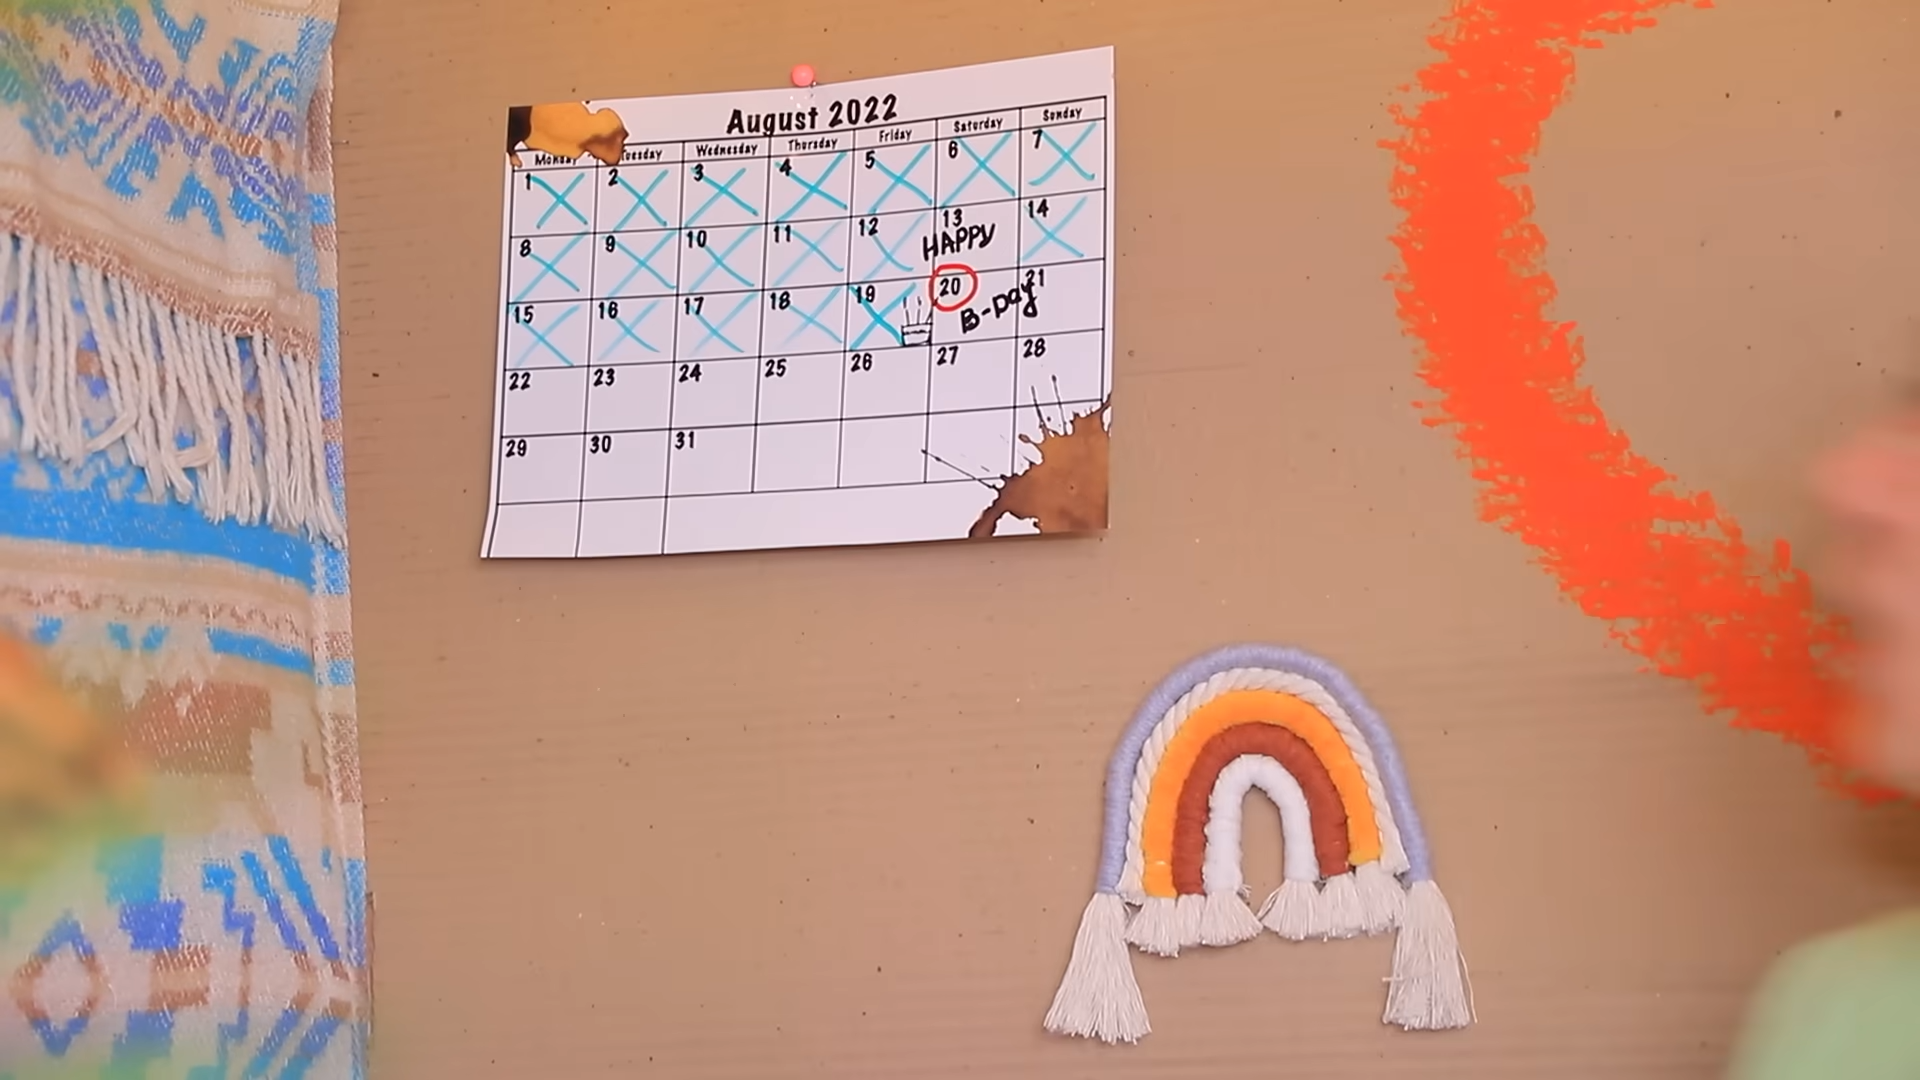 August 2022
Monday Tuesday Wednesday Thursday Friday Saturday Sunday
1 2 3 4 5 6 7
8 9 10 11 12 13 14
HAPPY
15 16 17 18 19 20 21
B-Day!
22 23 24 25 26 27 28
29 30 31